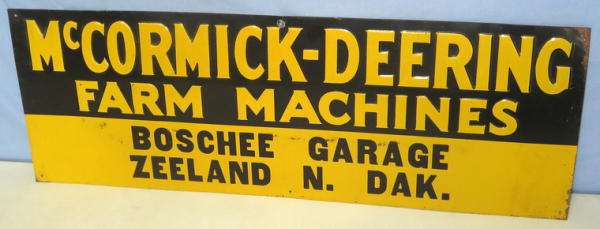 McCORMICK-DEERING
FARM MACHINES
BOSCHEE GARAGE
ZEELAND N. DAK.